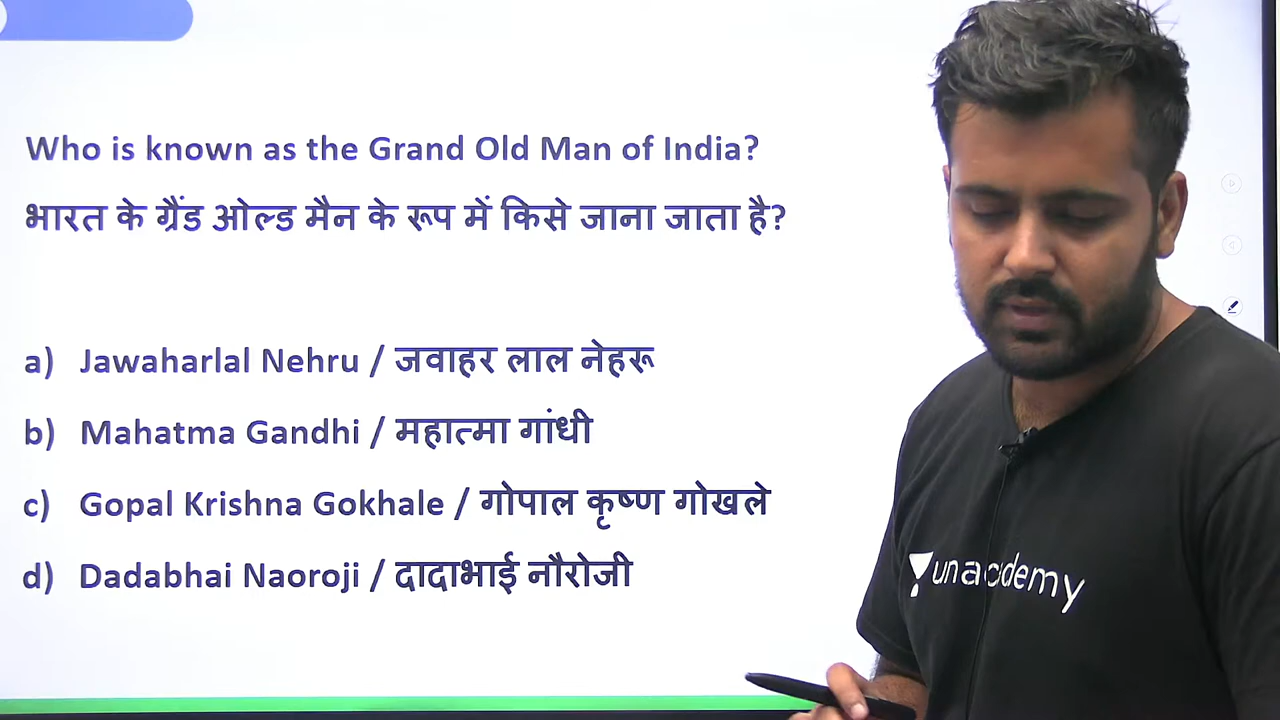 Who is known as the Grand Old Man of India?
भारत के ग्रैंड ओल्ड मैन के रूप में किसे जाना जाता है?
a) Jawaharlal Nehru / जवाहर लाल नेहरू
b) Mahatma Gandhi / महात्मा गांधी
c) Gopal Krishna Gokhale / गोपाल कृष्ण गोखले
d) Dadabhai Naoroji / दादाभाई नौरोजी
unacademy